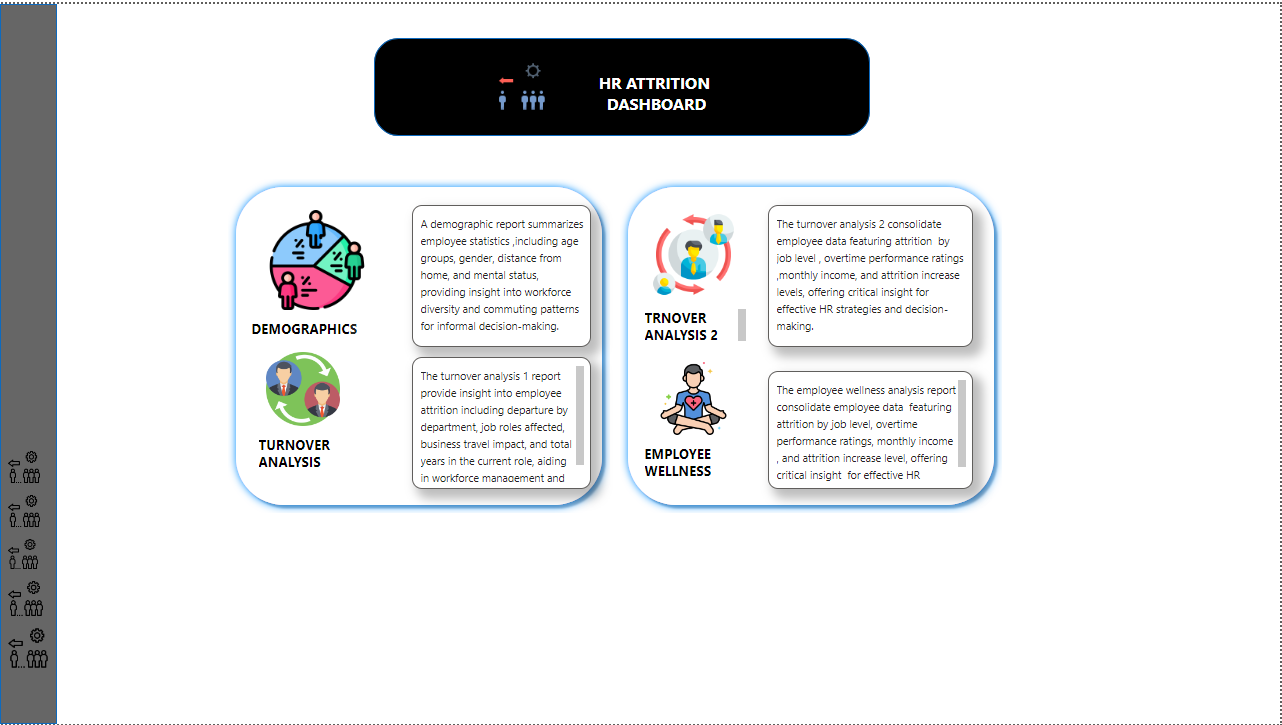 HR ATTRITION
DASHBOARD
A demographic report summarizes
employee statistics ,including age
groups, gender, distance from
home, and mental status,
providing insight into workforce
diversity and commuting patterns
for informal decision-making.
DEMOGRAPHICS
The turnover analysis 1 report
provide insight into employee
attrition including departure by
department, job roles affected,
business travel impact, and total
years in the current role, aiding
in workforce management and
TURNOVER
ANALYSIS
The turnover analysis 2 consolidate
employee data featuring attrition  by
job level , overtime performance ratings
,monthly income, and attrition increase
levels, offering critical insight for
effective HR strategies and decision-
making.
TRNOVER
ANALYSIS 2
The employee wellness analysis report
consolidate employee data  featuring
attrition by job level, overtime
performance ratings, monthly income
, and attrition increase level, offering
critical insight  for effective HR
EMPLOYEE
WELLNESS